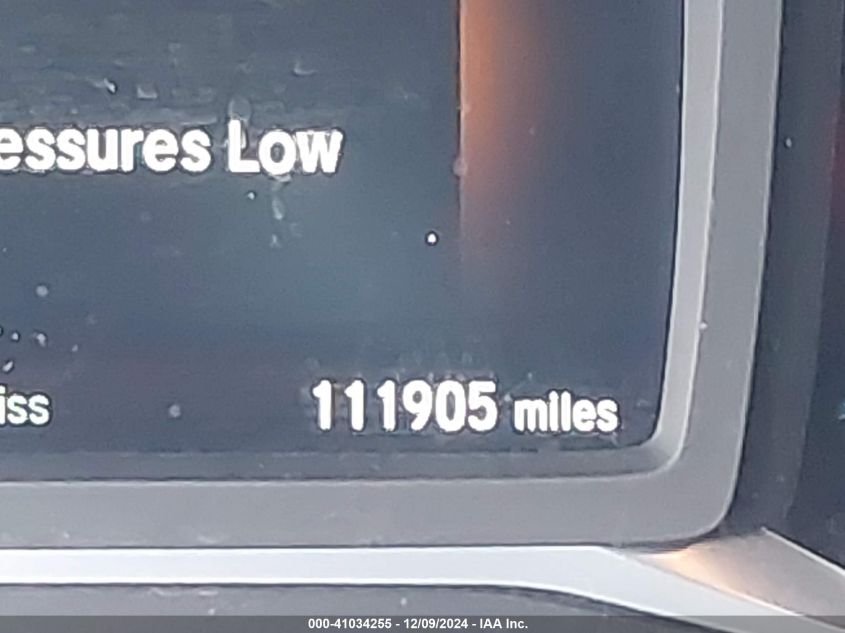 essures Low
iss
111905 miles
000-41034255 - 12/09/2024 - IAA Inc.